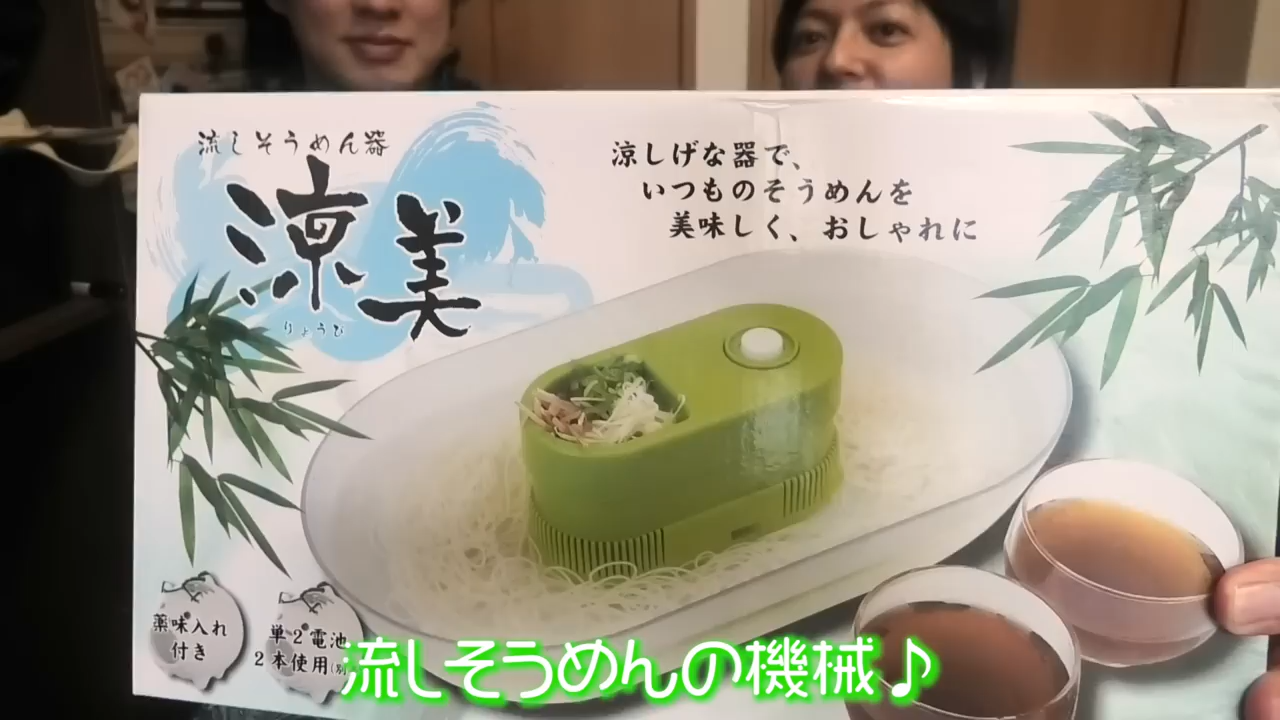 流しそうめん器
涼美
りょうび
涼しげな器で、
いつものそうめんを
美味しく、おしゃれに
薬味入れ
付き
単2電池
2本使用(別
流しそうめんの機械♪